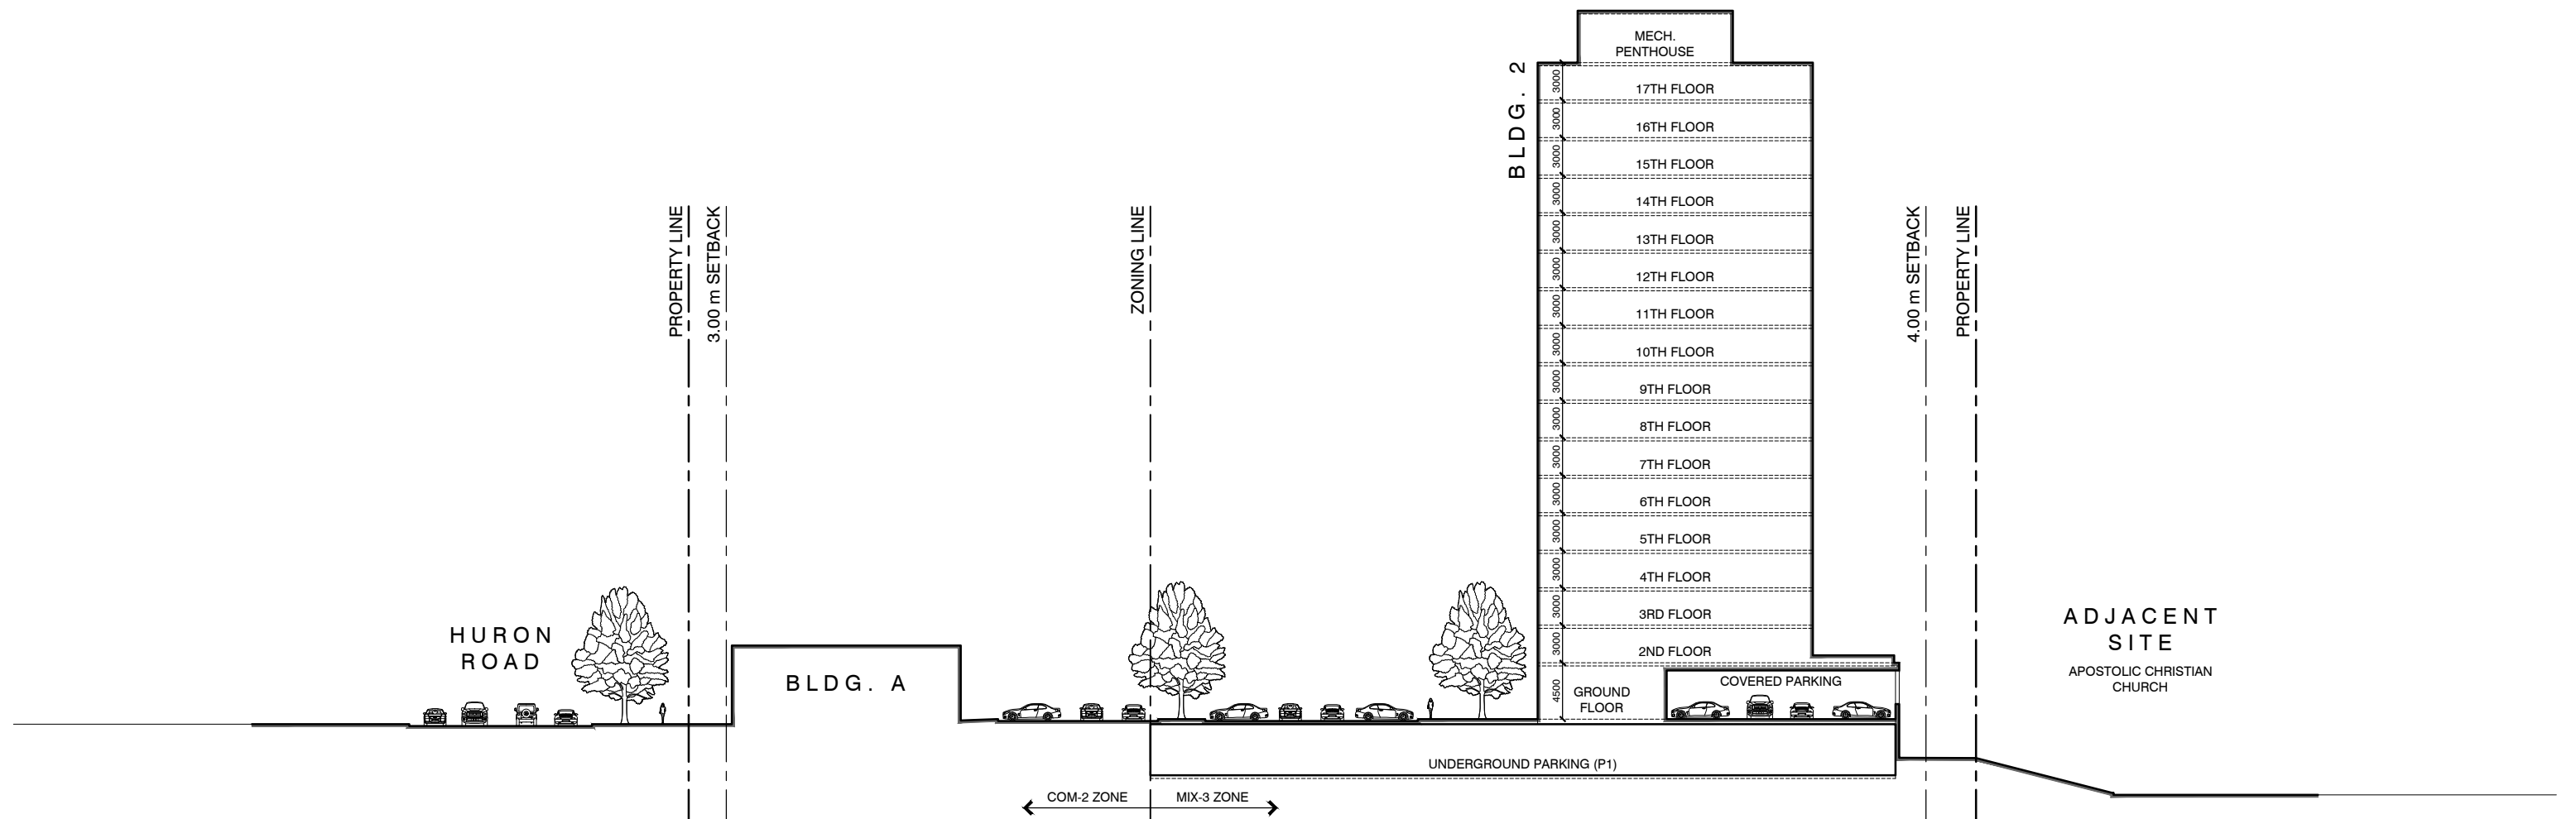 MECH.
PENTHOUSE
BLDG. 2
3000
17TH FLOOR
3000
16TH FLOOR
3000
15TH FLOOR
3000
14TH FLOOR
3000
13TH FLOOR
3000
12TH FLOOR
3000
11TH FLOOR
3000
10TH FLOOR
3000
9TH FLOOR
3000
8TH FLOOR
3000
7TH FLOOR
3000
6TH FLOOR
3000
5TH FLOOR
3000
4TH FLOOR
3000
3RD FLOOR
3000
2ND FLOOR
4500
GROUND
FLOOR
COVERED PARKING
PROPERTY LINE
3.00 m SETBACK
ZONING LINE
4.00 m SETBACK
PROPERTY LINE
HURON
ROAD
BLDG. A
ADJACENT
SITE
APOSTOLIC CHRISTIAN
CHURCH
UNDERGROUND PARKING (P1)
COM-2 ZONE
MIX-3 ZONE